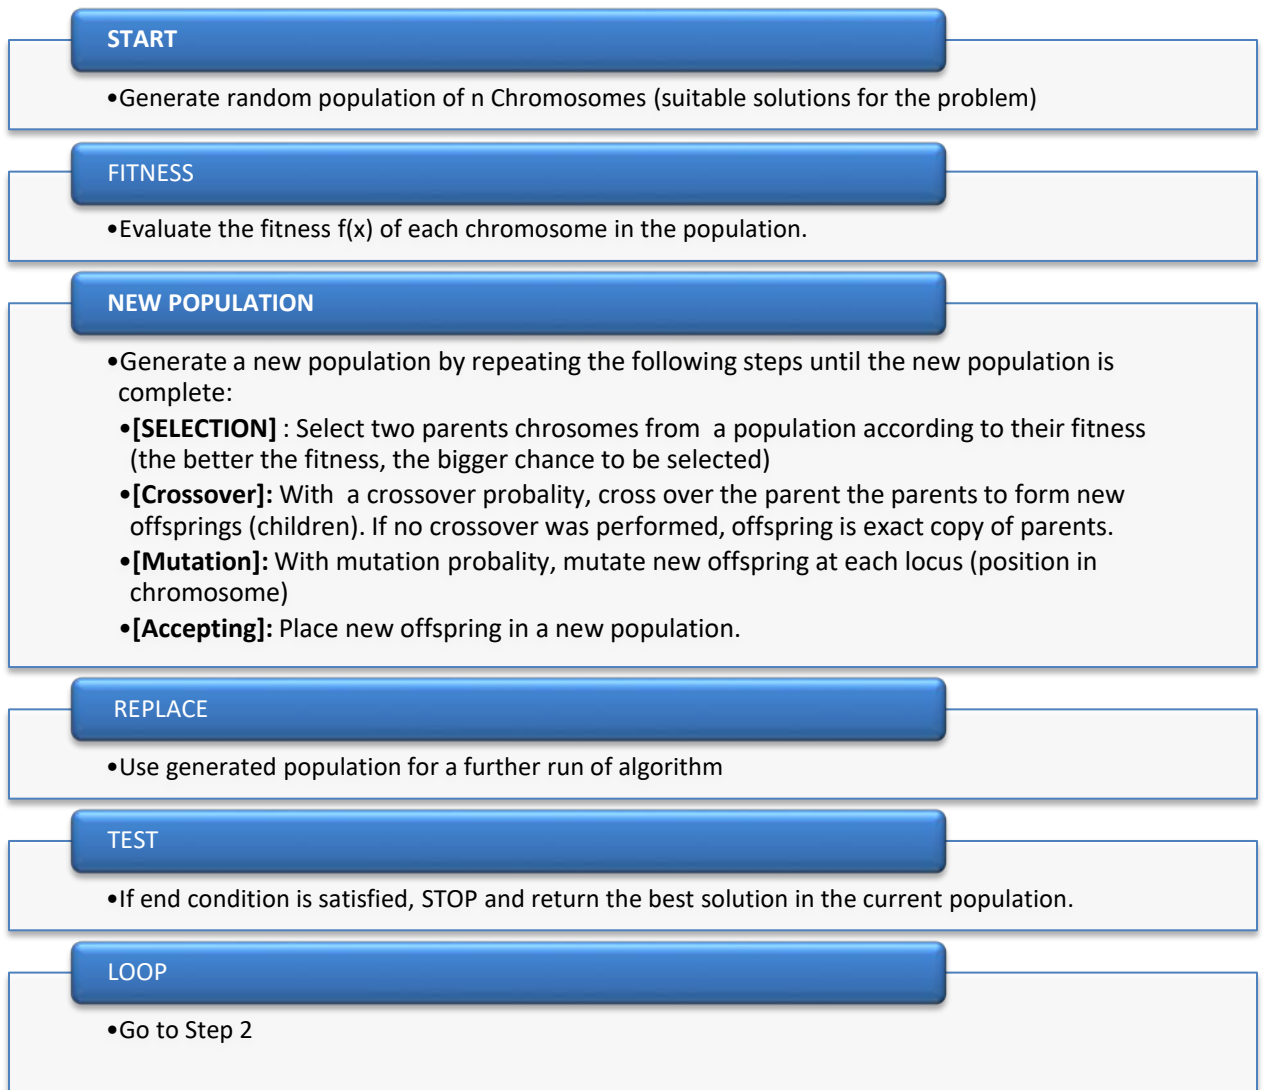 START
•Generate random population of n Chromosomes (suitable solutions for the problem)
FITNESS
•Evaluate the fitness f(x) of each chromosome in the population.
NEW POPULATION
•Generate a new population by repeating the following steps until the new population is
complete:
•[SELECTION] : Select two parents chrosomes from  a population according to their fitness
(the better the fitness, the bigger chance to be selected)
•[Crossover]: With  a crossover probality, cross over the parent the parents to form new
offsprings (children). If no crossover was performed, offspring is exact copy of parents.
•[Mutation]: With mutation probality, mutate new offspring at each locus (position in
chromosome)
•[Accepting]: Place new offspring in a new population.
REPLACE
•Use generated population for a further run of algorithm
TEST
•If end condition is satisfied, STOP and return the best solution in the current population.
LOOP
•Go to Step 2